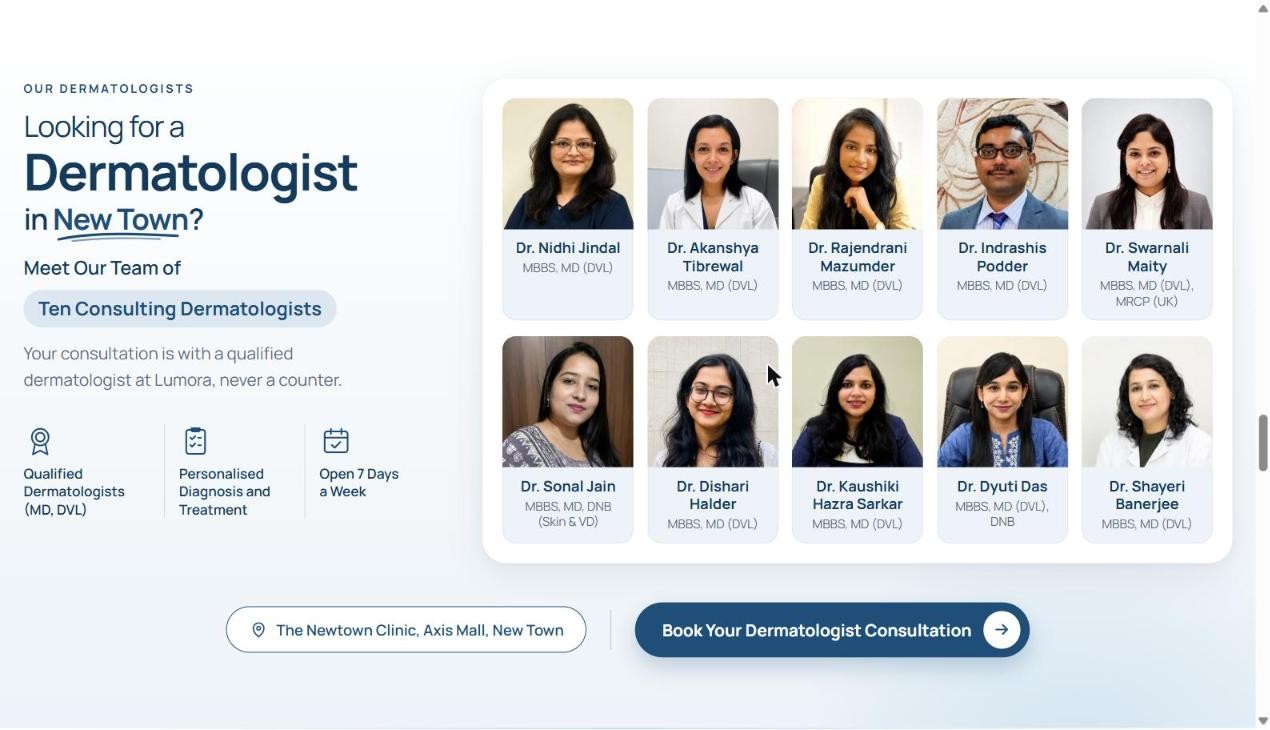 OUR DERMATOLOGISTS
Looking for a
Dermatologist
in New Town?
Meet Our Team of
Ten Consulting Dermatologists
Your consultation is with a qualified
dermatologist at Lumora, never a counter.
Qualified
Dermatologists
(MD, DVL)
Personalised
Diagnosis and
Treatment
Open 7 Days
a Week
Dr. Nidhi Jindal
MBBS, MD (DVL)
Dr. Akanshya
Tibrewal
MBBS, MD (DVL)
Dr. Rajendrani
Mazumder
MBBS, MD (DVL)
Dr. Indrashis
Podder
MBBS, MD (DVL)
Dr. Swarnali
Maity
MBBS, MD (DVL),
MRCP (UK)
Dr. Sonal Jain
MBBS, MD, DNB
(Skin & VD)
Dr. Dishari
Halder
MBBS, MD (DVL)
Dr. Kaushiki
Hazra Sarkar
MBBS, MD (DVL)
Dr. Dyuti Das
MBBS, MD (DVL),
DNB
Dr. Shayeri
Banerjee
MBBS, MD (DVL)
The Newtown Clinic, Axis Mall, New Town
Book Your Dermatologist Consultation